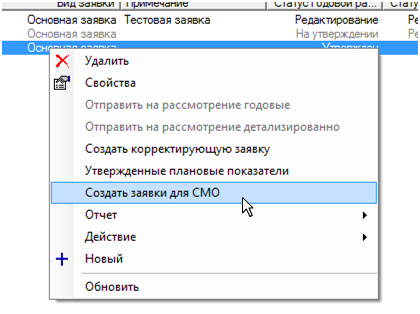 Вид заявки Примечание Статус годовой ра... Стату
Основная заявка Тестовая заявка Редактирование Ре
Основная заявка На утверждении Ре
Основная заявка Утвержден
Удалить
Свойства
Отправить на рассмотрение годовые
Отправить на рассмотрение детализированно
Создать корректирующую заявку
Утвержденные плановые показатели
Создать заявки для СМО
Отчет
Действие
Новый
Обновить